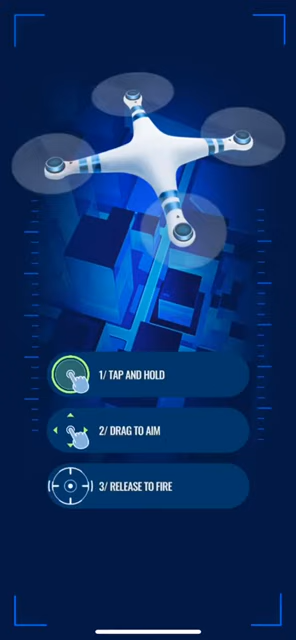 1/ TAP AND HOLD
2/ DRAG TO AIM
3/ RELEASE TO FIRE